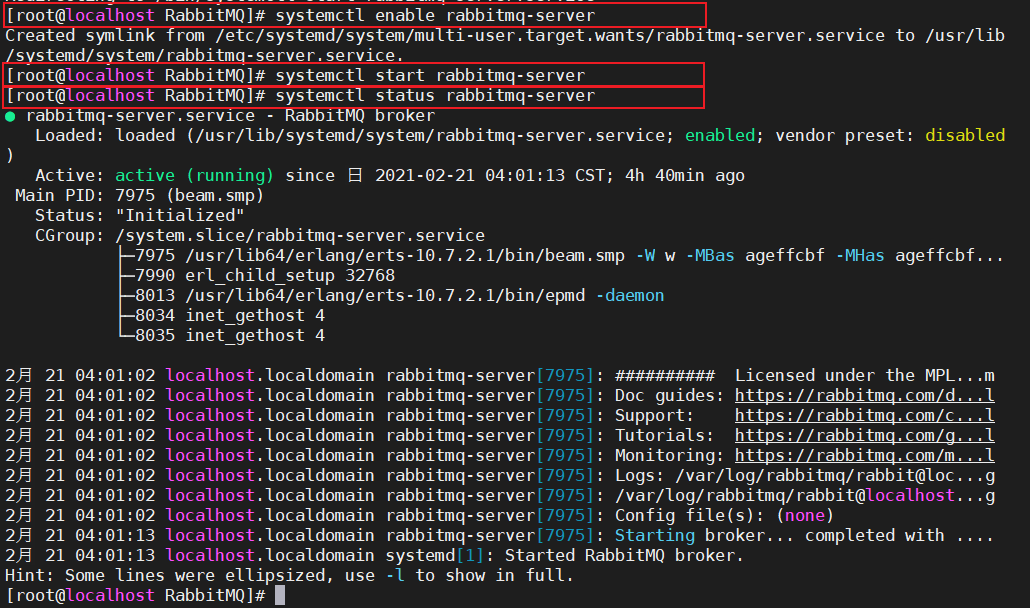 [root@localhost RabbitMQ]# systemctl enable rabbitmq-server
Created symlink from /etc/systemd/system/multi-user.target.wants/rabbitmq-server.service to /usr/lib
/systemd/system/rabbitmq-server.service.
[root@localhost RabbitMQ]# systemctl start rabbitmq-server
[root@localhost RabbitMQ]# systemctl status rabbitmq-server
● rabbitmq-server.service - RabbitMQ broker
   Loaded: loaded (/usr/lib/systemd/system/rabbitmq-server.service; enabled; vendor preset: disabled
)
   Active: active (running) since 日 2021-02-21 04:01:13 CST; 4h 40min ago
 Main PID: 7975 (beam.smp)
   Status: "Initialized"
   CGroup: /system.slice/rabbitmq-server.service
           ├─7975 /usr/lib64/erlang/erts-10.7.2.1/bin/beam.smp -W w -MBas ageffcbf -MHas ageffcbf...
           ├─7990 erl_child_setup 32768
           ├─8013 /usr/lib64/erlang/erts-10.7.2.1/bin/epmd -daemon
           ├─8034 inet_gethost 4
           └─8035 inet_gethost 4
2月 21 04:01:02 localhost.localdomain rabbitmq-server[7975]: ##########  Licensed under the MPL...m
2月 21 04:01:02 localhost.localdomain rabbitmq-server[7975]: Doc guides: https://rabbitmq.com/d...l
2月 21 04:01:02 localhost.localdomain rabbitmq-server[7975]: Support:    https://rabbitmq.com/c...l
2月 21 04:01:02 localhost.localdomain rabbitmq-server[7975]: Tutorials:  https://rabbitmq.com/g...l
2月 21 04:01:02 localhost.localdomain rabbitmq-server[7975]: Monitoring: https://rabbitmq.com/m...l
2月 21 04:01:02 localhost.localdomain rabbitmq-server[7975]: Logs: /var/log/rabbitmq/rabbit@loc...g
2月 21 04:01:02 localhost.localdomain rabbitmq-server[7975]: /var/log/rabbitmq/rabbit@localhost...g
2月 21 04:01:02 localhost.localdomain rabbitmq-server[7975]: Config file(s): (none)
2月 21 04:01:13 localhost.localdomain rabbitmq-server[7975]: Starting broker... completed with ....
2月 21 04:01:13 localhost.localdomain systemd[1]: Started RabbitMQ broker.
Hint: Some lines were ellipsized, use -l to show in full.
[root@localhost RabbitMQ]#